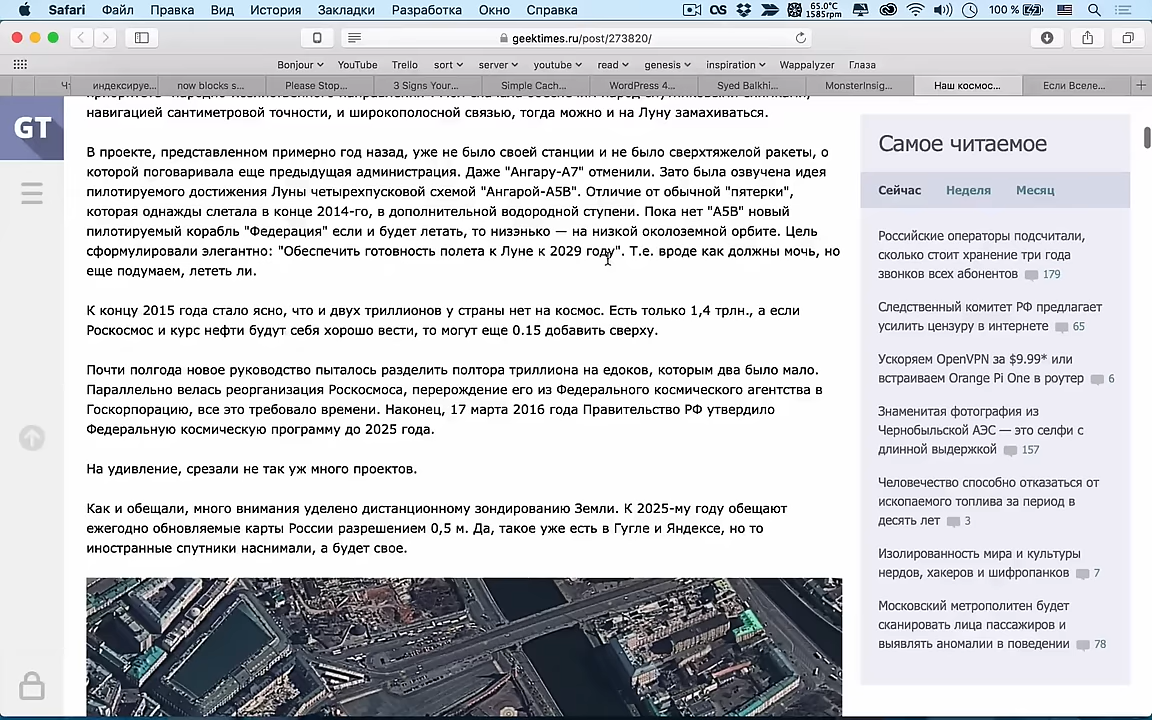 Safari Файл Правка Вид История Закладки Разработка Окно Справка
65.0°C
1585rpm
100 %
geektimes.ru/post/273820/
Bonjour YouTube Trello sort server youtube read genesis inspiration Wappalyzer Глаза
индексируе... now blocks s... Please Stop... 3 Signs Your... Simple Cach... WordPress 4... Syed Balkhi... MonsterInsig... Наш космос... Если Вселе...
GT
навигацией сантиметровой точности, и широкополосной связью, тогда можно и на Луну замахиваться.
В проекте, представленном примерно год назад, уже не было своей станции и не было сверхтяжелой ракеты, о
которой поговаривала еще предыдущая администрация. Даже "Ангару-А7" отменили. Зато была озвучена идея
пилотируемого достижения Луны четырехпусковой схемой "Ангарой-А5В". Отличие от обычной "пятерки",
которая однажды слетала в конце 2014-го, в дополнительной водородной ступени. Пока нет "А5В" новый
пилотируемый корабль "Федерация" если и будет летать, то низэнько — на низкой околоземной орбите. Цель
сформулировали элегантно: "Обеспечить готовность полета к Луне к 2029 году". Т.е. вроде как должны мочь, но
еще подумаем, лететь ли.
К концу 2015 года стало ясно, что и двух триллионов у страны нет на космос. Есть только 1,4 трлн., а если
Роскосмос и курс нефти будут себя хорошо вести, то могут еще 0.15 добавить сверху.
Почти полгода новое руководство пыталось разделить полтора триллиона на едоков, которым два было мало.
Параллельно велась реорганизация Роскосмоса, перерождение его из Федерального космического агентства в
Госкорпорацию, все это требовало времени. Наконец, 17 марта 2016 года Правительство РФ утвердило
Федеральную космическую программу до 2025 года.
На удивление, срезали не так уж много проектов.
Как и обещали, много внимания уделено дистанционному зондированию Земли. К 2025-му году обещают
ежегодно обновляемые карты России разрешением 0,5 м. Да, такое уже есть в Гугле и Яндексе, но то
иностранные спутники наснимали, а будет свое.
Самое читаемое
Сейчас Неделя Месяц
Российские операторы подсчитали,
сколько стоит хранение три года
звонков всех абонентов 179
Следственный комитет РФ предлагает
усилить цензуру в интернете 65
Ускоряем OpenVPN за $9.99* или
встраиваем Orange Pi One в роутер 6
Знаменитая фотография из
Чернобыльской АЭС — это селфи с
длинной выдержкой 157
Человечество способно отказаться от
ископаемого топлива за период в
десять лет 3
Изолированность мира и культуры
нердов, хакеров и шифропанков 7
Московский метрополитен будет
сканировать лица пассажиров и
выявлять аномалии в поведении 78